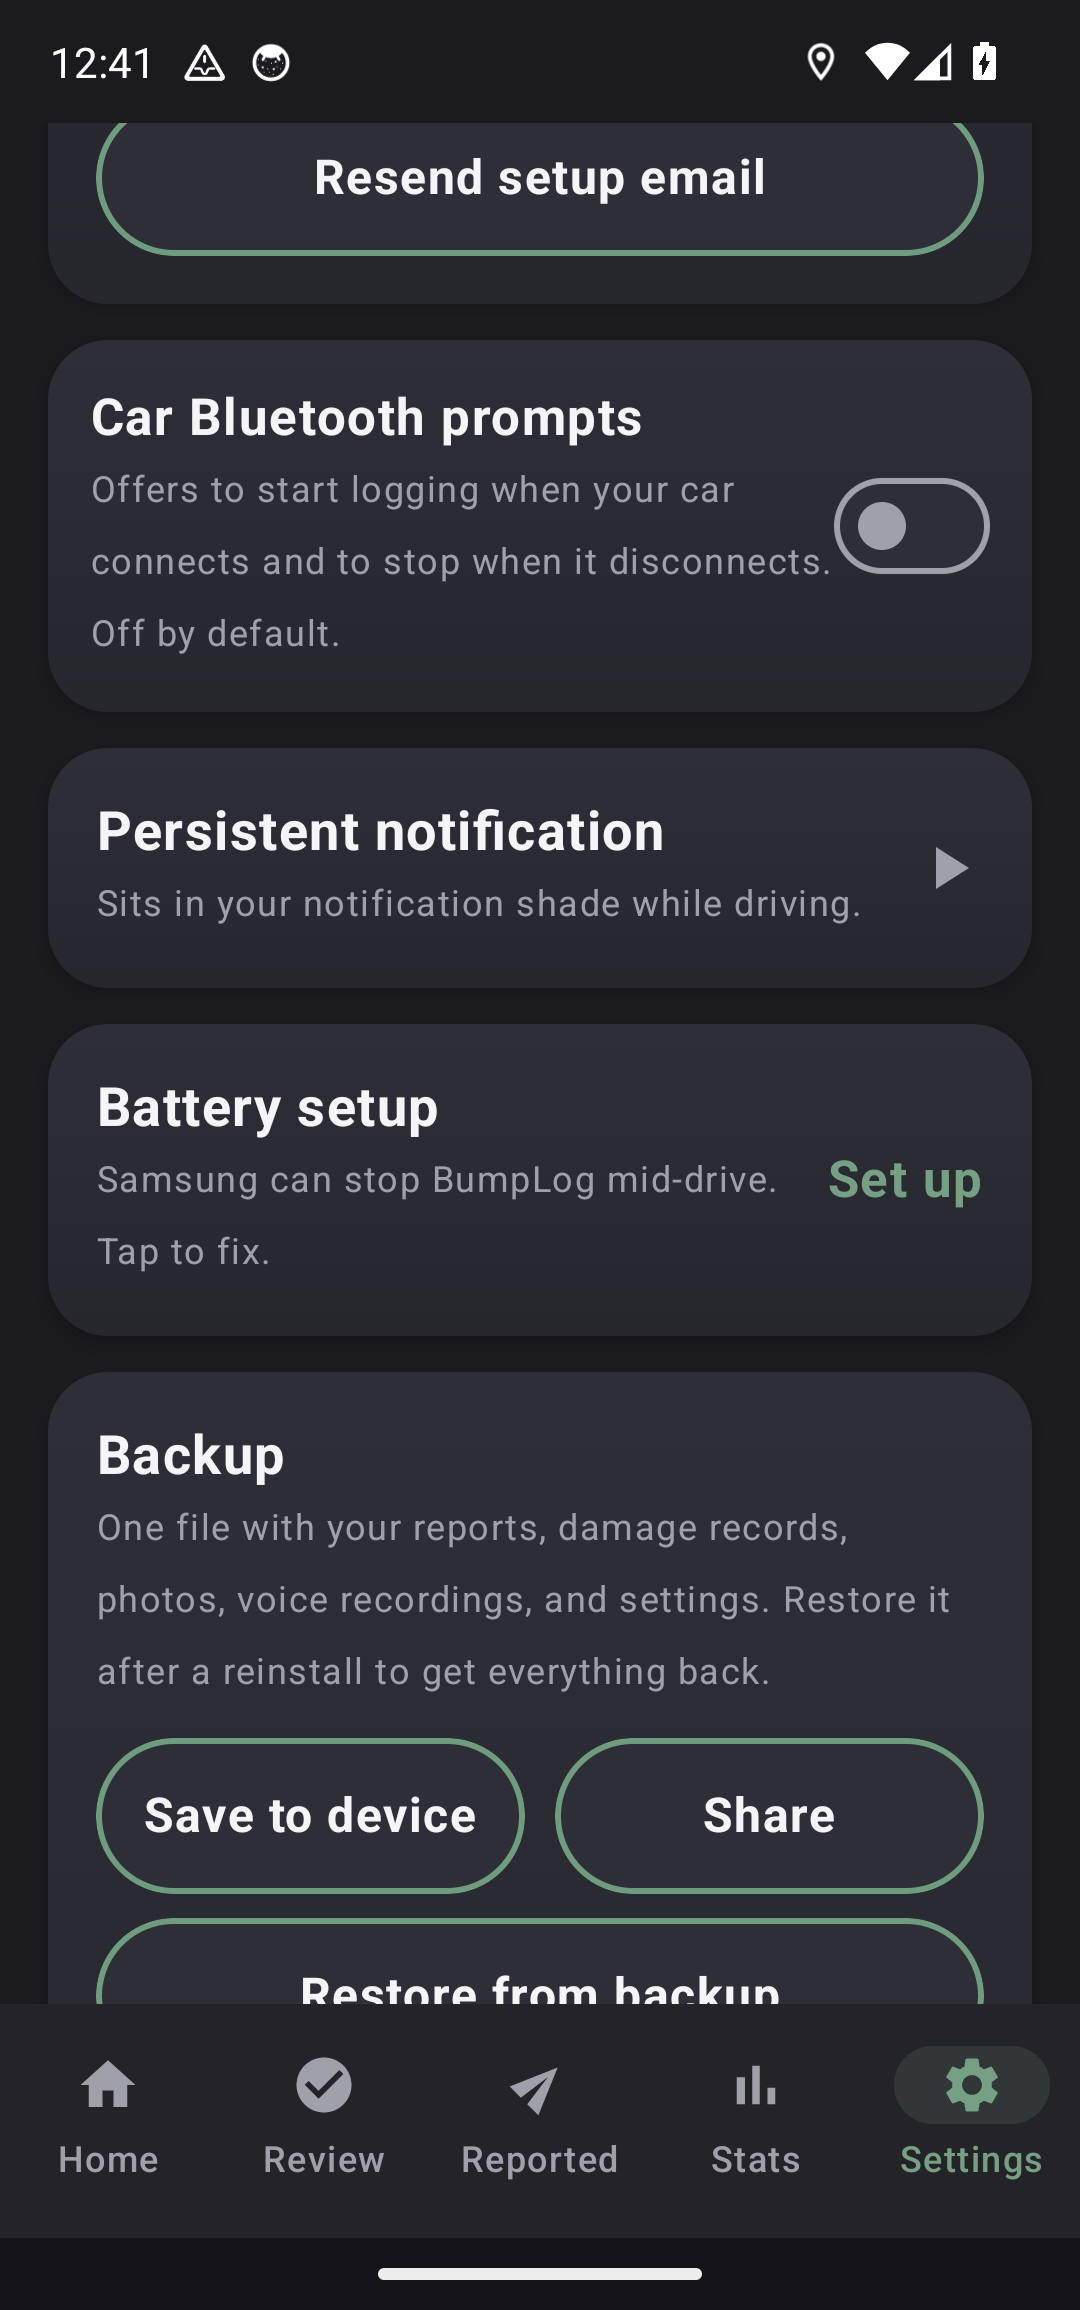 12:41
Resend setup email
Car Bluetooth prompts
Offers to start logging when your car
connects and to stop when it disconnects.
Off by default.
Persistent notification
Sits in your notification shade while driving.
Battery setup
Samsung can stop BumpLog mid-drive.
Tap to fix.
Set up
Backup
One file with your reports, damage records,
photos, voice recordings, and settings. Restore it
after a reinstall to get everything back.
Save to device
Share
Restore from backup
Home
Review
Reported
Stats
Settings